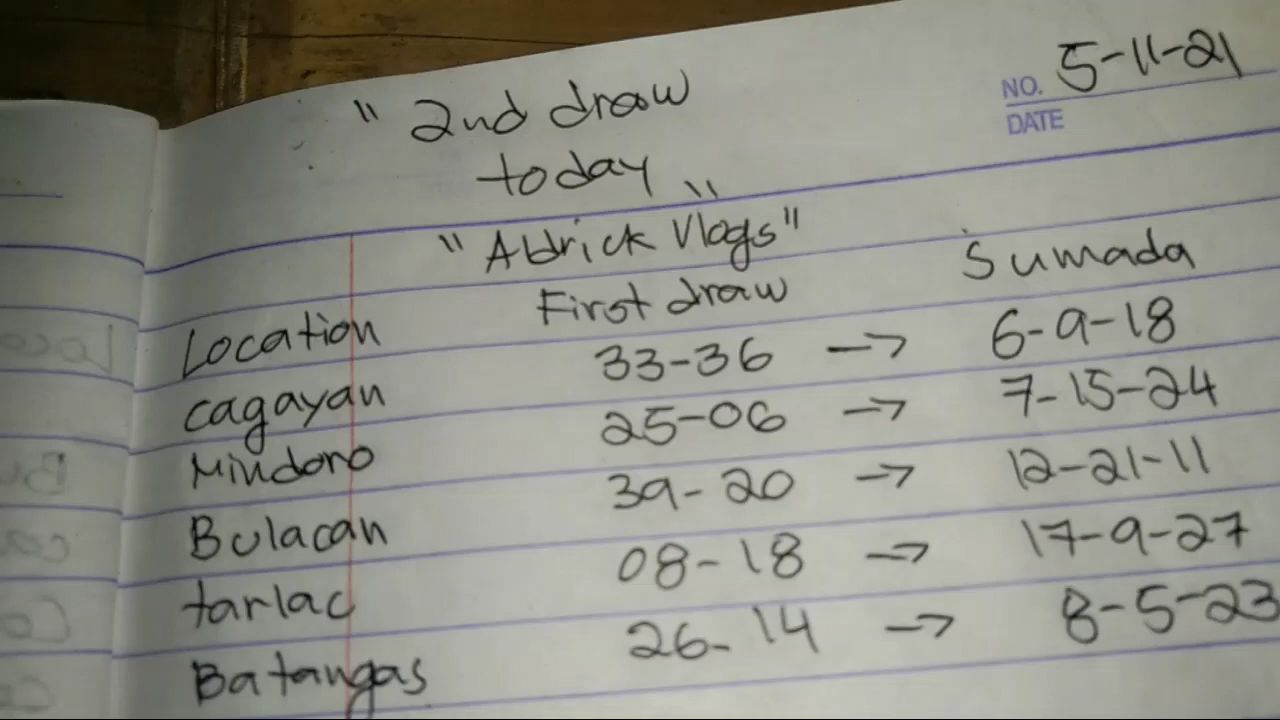 NO. 5-11-21
DATE
" 2nd draw
today "
" Aldrick Vlogs"
Location First draw Sumada
Cagayan 33-36 → 6-9-18
Mindoro 25-06 → 7-15-24
Bulacan 39-20 → 12-21-11
tarlac 08-18 → 17-9-27
Batangas 26-14 → 8-5-23